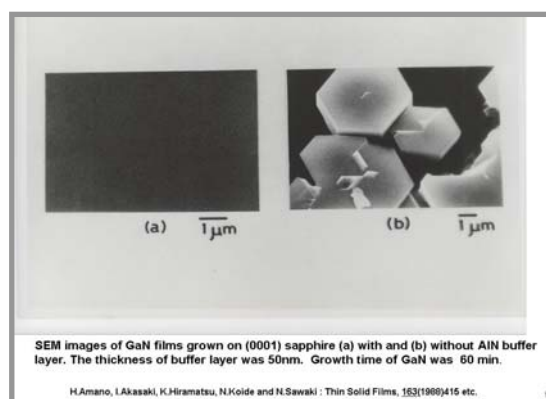 (a) 1μm (b) 1μm
SEM images of GaN films grown on (0001) sapphire (a) with and (b) without AlN buffer
layer. The thickness of buffer layer was 50nm. Growth time of GaN was 60 min.
H.Amano, I.Akasaki, K.Hiramatsu, N.Koide and N.Sawaki : Thin Solid Films, 163(1988)415 etc.